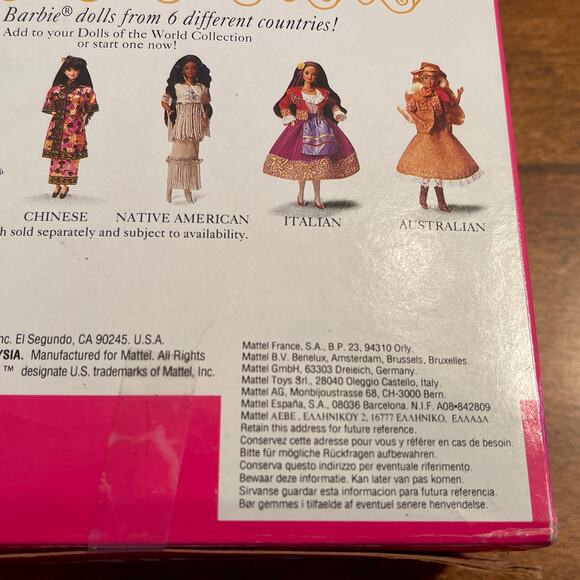 Barbie® dolls from 6 different countries!
Add to your Dolls of the World Collection
or start one now!
CHINESE NATIVE AMERICAN ITALIAN AUSTRALIAN
h sold separately and subject to availability.
nc. El Segundo, CA 90245. U.S.A.
YSIA. Manufactured for Mattel. All Rights
™ designate U.S. trademarks of Mattel, Inc.
Mattel France, S.A., B.P. 23, 94310 Orly.
Mattel B.V. Benelux, Amsterdam, Brussels, Bruxelles.
Mattel GmbH, 63303 Dreieich, Germany.
Mattel Toys Srl., 28040 Oleggio Castello, Italy.
Mattel AG, Monbijoustrasse 68, CH-3000 Bern.
Mattel España, S.A., 08036 Barcelona. N.I.F. A08-842809
Mattel AEBE, ΕΛΛΗΝΙΚΟΥ 2, 16777 ΕΛΛΗΝΙΚΟ, ΕΛΛΑΔΑ.
Retain this address for future reference.
Conservez cette adresse pour vous y référer en cas de besoin.
Bitte für mögliche Rückfragen aufbewahren.
Conserva questo indirizzo per eventuale riferimento.
Bewaar deze informatie. Kan later van pas komen.
Sirvanse guardar esta informacion para futura referencia.
Bør gemmes i tilfaelde af eventuel senere henvendelse.